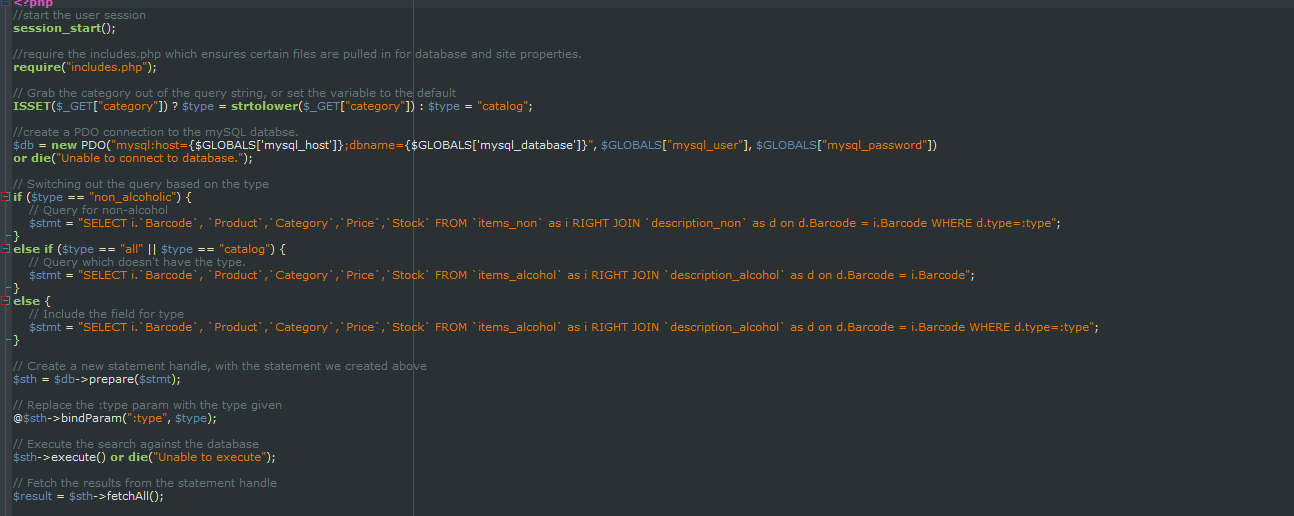 <?php
//start the user session
session_start();
//require the includes.php which ensures certain files are pulled in for database and site properties.
require("includes.php");
// Grab the category out of the query string, or set the variable to the default
ISSET($_GET["category"]) ? $type = strtolower($_GET["category"]) : $type = "catalog";
//create a PDO connection to the mySQL databse.
$db = new PDO("mysql:host={$GLOBALS['mysql_host']};dbname={$GLOBALS['mysql_database']}", $GLOBALS["mysql_user"], $GLOBALS["mysql_password"])
or die("Unable to connect to database.");
// Switching out the query based on the type
if ($type == "non_alcoholic") {
// Query for non-alcohol
$stmt = "SELECT i.`Barcode`, `Product`,`Category`,`Price`,`Stock` FROM `items_non` as i RIGHT JOIN `description_non` as d on d.Barcode = i.Barcode WHERE d.type=:type";
}
else if ($type == "all" || $type == "catalog") {
// Query which doesn't have the type.
$stmt = "SELECT i.`Barcode`, `Product`,`Category`,`Price`,`Stock` FROM `items_alcohol` as i RIGHT JOIN `description_alcohol` as d on d.Barcode = i.Barcode";
}
else {
// Include the field for type
$stmt = "SELECT i.`Barcode`, `Product`,`Category`,`Price`,`Stock` FROM `items_alcohol` as i RIGHT JOIN `description_alcohol` as d on d.Barcode = i.Barcode WHERE d.type=:type";
}
// Create a new statement handle, with the statement we created above
$sth = $db->prepare($stmt);
// Replace the :type param with the type given
@$sth->bindParam(":type", $type);
// Execute the search against the database
$sth->execute() or die("Unable to execute");
// Fetch the results from the statement handle
$result = $sth->fetchAll();